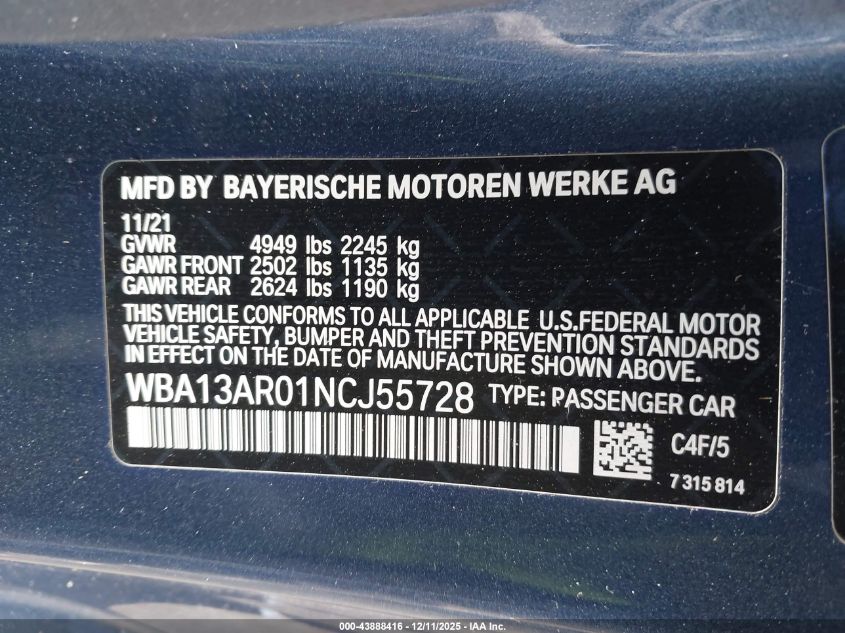 MFD BY BAYERISCHE MOTOREN WERKE AG
11/21
GVWR 4949 lbs 2245 kg
GAWR FRONT 2502 lbs 1135 kg
GAWR REAR 2624 lbs 1190 kg
THIS VEHICLE CONFORMS TO ALL APPLICABLE U.S.FEDERAL MOTOR
VEHICLE SAFETY, BUMPER AND THEFT PREVENTION STANDARDS
IN EFFECT ON THE DATE OF MANUFACTURE SHOWN ABOVE.
WBA13AR01NCJ55728 TYPE: PASSENGER CAR
C4F/5
7 315 814
000-43888416 - 12/11/2025 - IAA Inc.